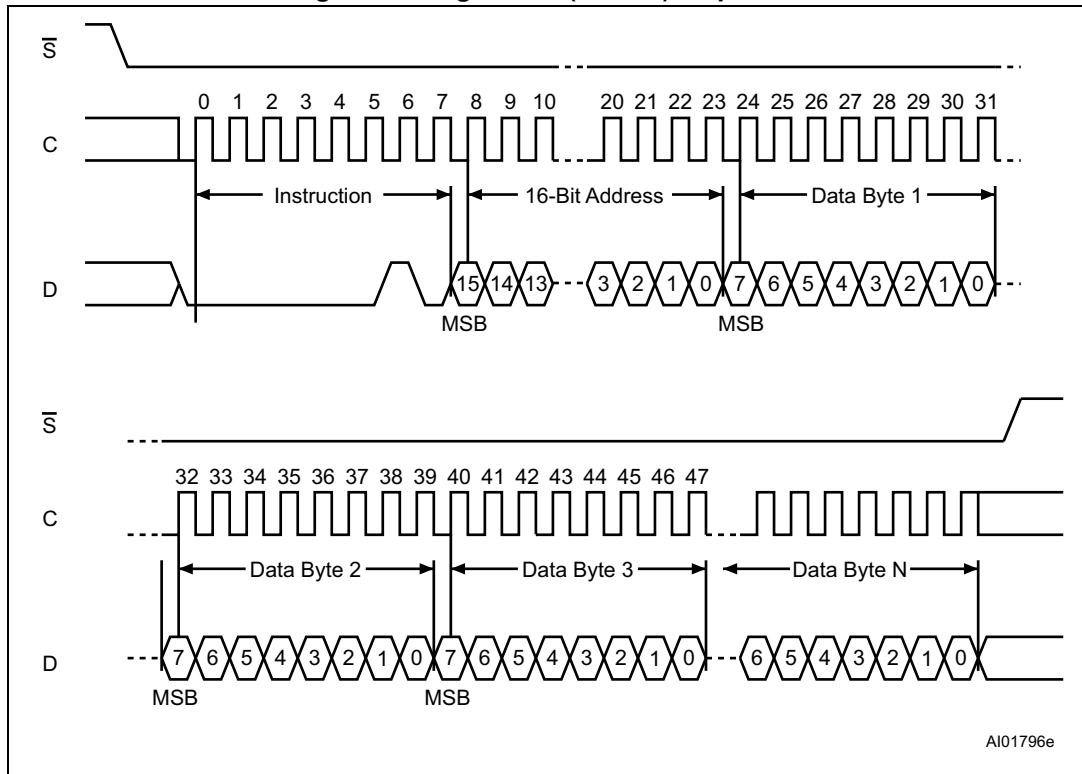 S
0 1 2 3 4 5 6 7 8 9 10 20 21 22 23 24 25 26 27 28 29 30 31
C
Instruction 16-Bit Address Data Byte 1
D 15 14 13 3 2 1 0 7 6 5 4 3 2 1 0
MSB MSB
S
32 33 34 35 36 37 38 39 40 41 42 43 44 45 46 47
C
Data Byte 2 Data Byte 3 Data Byte N
D 7 6 5 4 3 2 1 0 7 6 5 4 3 2 1 0 6 5 4 3 2 1 0
MSB MSB
AI01796e